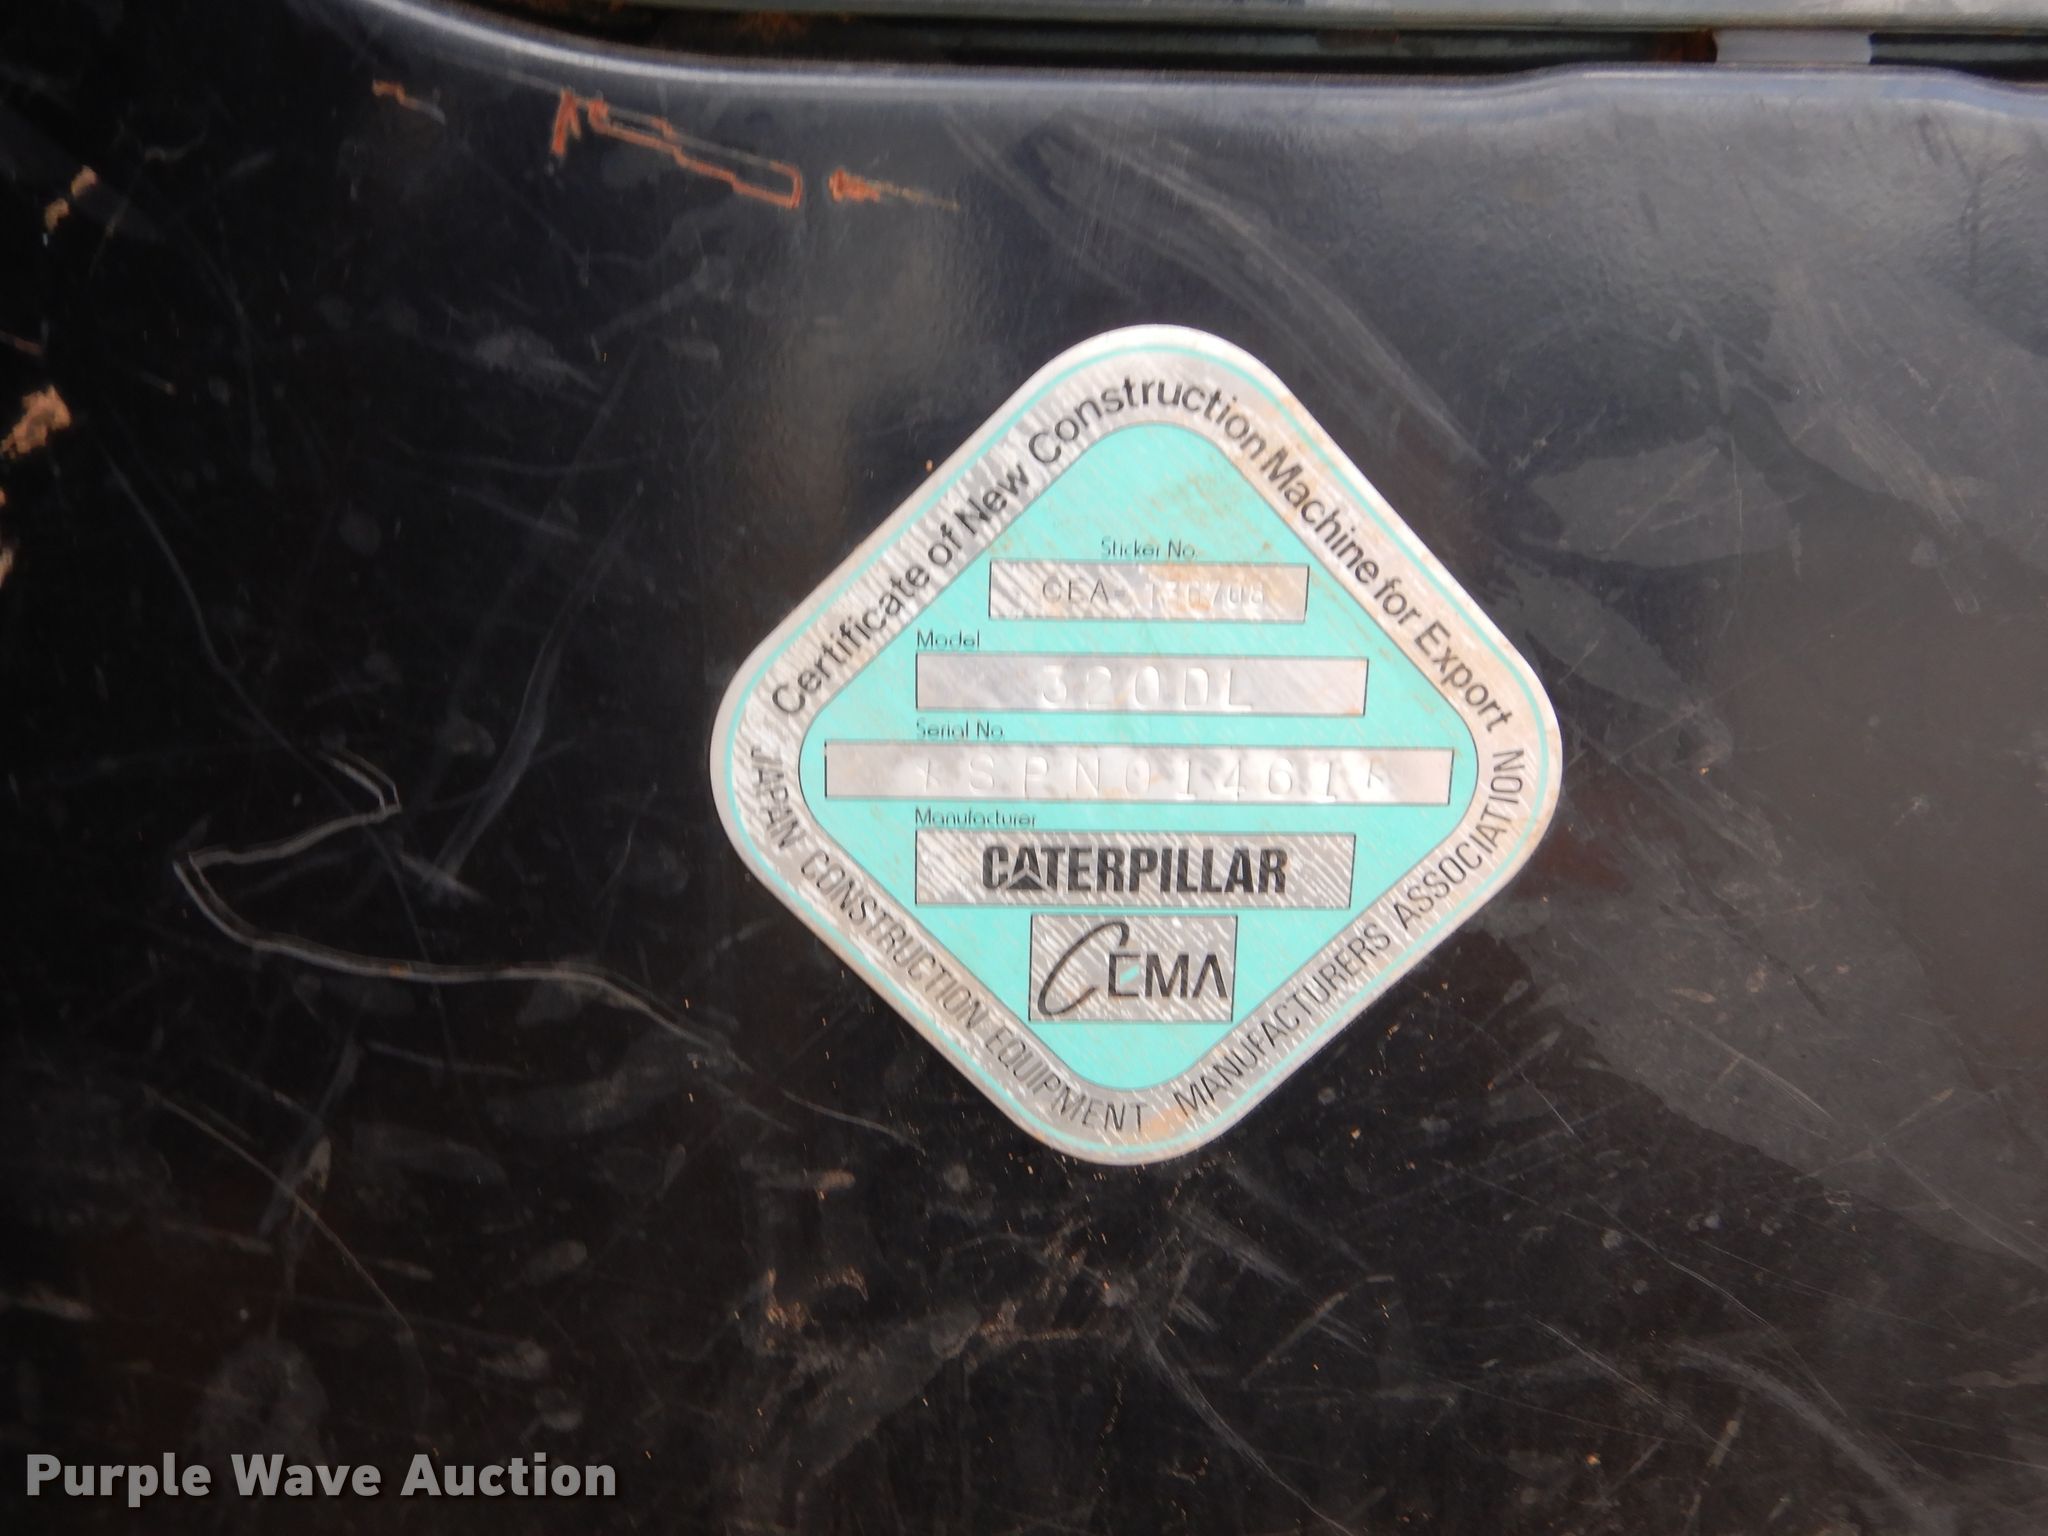 Certificate of New Construction Machine for Export
Sticker No.
Model
320DL
Serial No.
*SPN01461*
Manufacturer
CATERPILLAR
CEMA
JAPAN CONSTRUCTION EQUIPMENT MANUFACTURERS ASSOCIATION
Purple Wave Auction